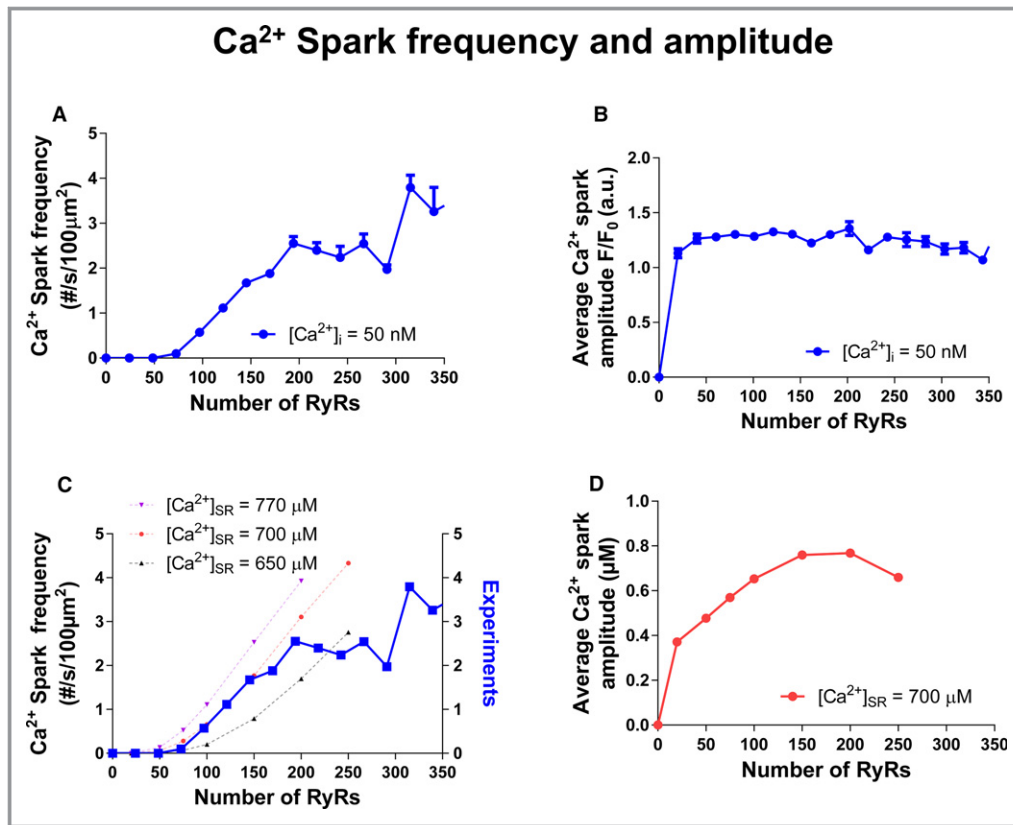 Ca²⁺ Spark frequency and amplitude
A
Ca²⁺ Spark frequency
(#/s/100µm²)
5
4
3
2
1
0
[Ca²⁺]ᵢ = 50 nM
0 50 100 150 200 250 300 350
Number of RyRs
B
Average Ca²⁺ spark
amplitude F/F₀ (a.u.)
2.0
1.5
1.0
0.5
0.0
[Ca²⁺]ᵢ = 50 nM
0 50 100 150 200 250 300 350
Number of RyRs
C
[Ca²⁺]SR = 770 µM
[Ca²⁺]SR = 700 µM
[Ca²⁺]SR = 650 µM
Ca²⁺ Spark frequency
(#/s/100µm²)
5
4
3
2
1
0
5
4
3
2
1
0
Experiments
0 50 100 150 200 250 300 350
Number of RyRs
D
Average Ca²⁺ spark
amplitude (µM)
1.0
0.8
0.6
0.4
0.2
0.0
[Ca²⁺]SR = 700 µM
0 50 100 150 200 250 300 350
Number of RyRs